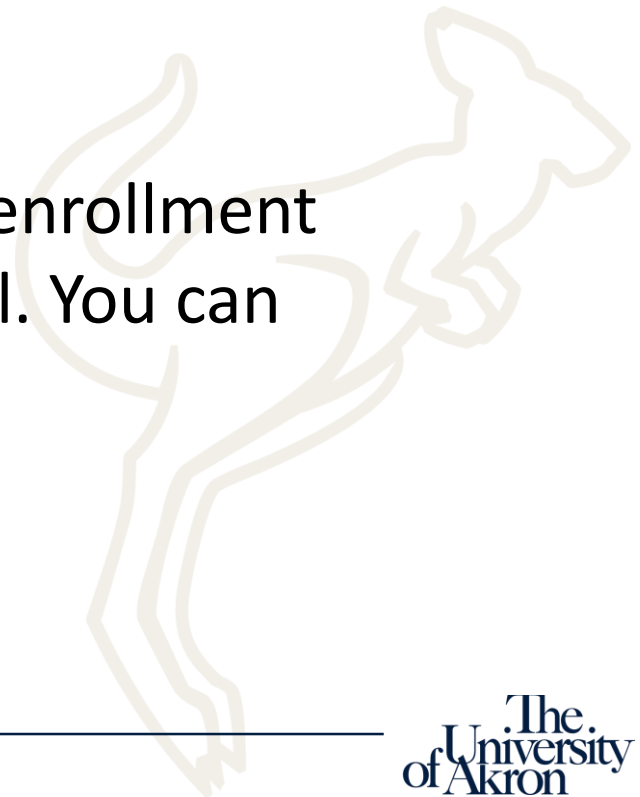 enrollment
l. You can
The
University
of Akron